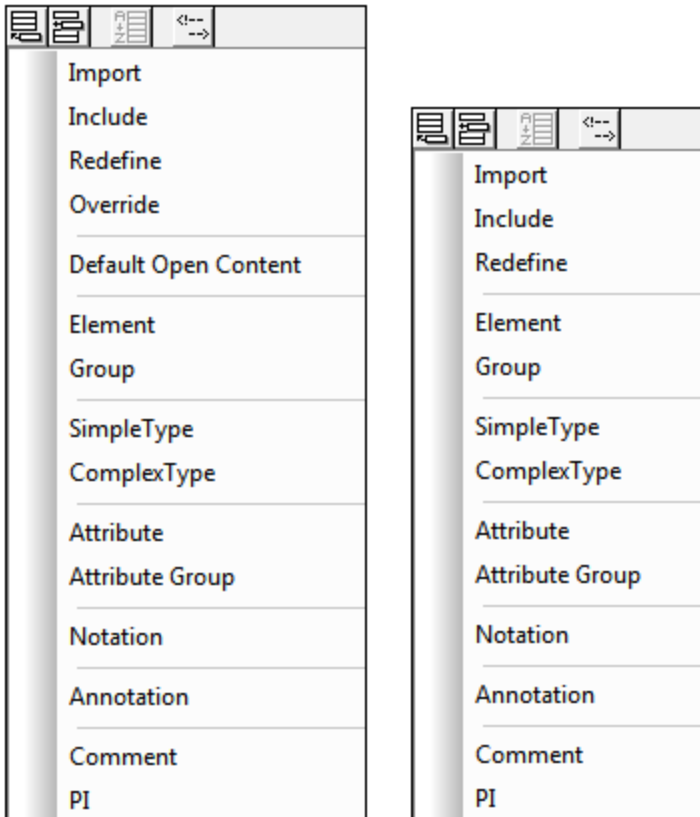 Import
Include
Redefine
Override
Default Open Content
Element
Group
SimpleType
ComplexType
Attribute
Attribute Group
Notation
Annotation
Comment
PI
Import
Include
Redefine
Element
Group
SimpleType
ComplexType
Attribute
Attribute Group
Notation
Annotation
Comment
PI